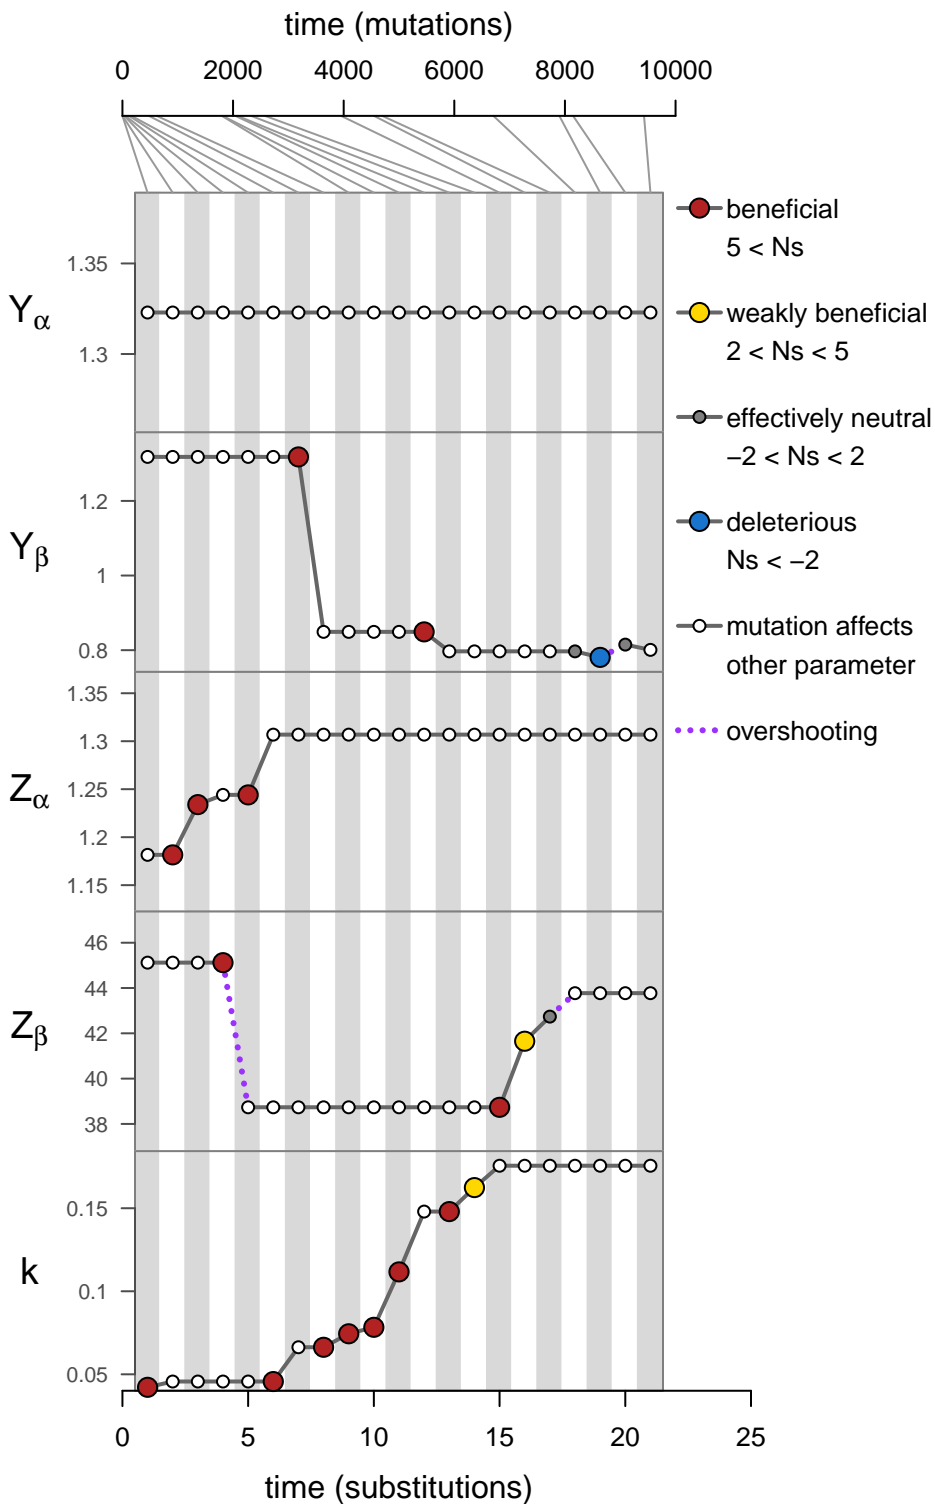 time (mutations)
0 2000 4000 6000 8000 10000
beneficial
5 < Ns
weakly beneficial
2 < Ns < 5
effectively neutral
−2 < Ns < 2
deleterious
Ns < −2
mutation affects
other parameter
overshooting
Yα
1.35
1.3
Yβ
1.2
1
0.8
Zα
1.35
1.3
1.25
1.2
1.15
Zβ
46
44
42
40
38
k
0.15
0.1
0.05
0 5 10 15 20 25
time (substitutions)